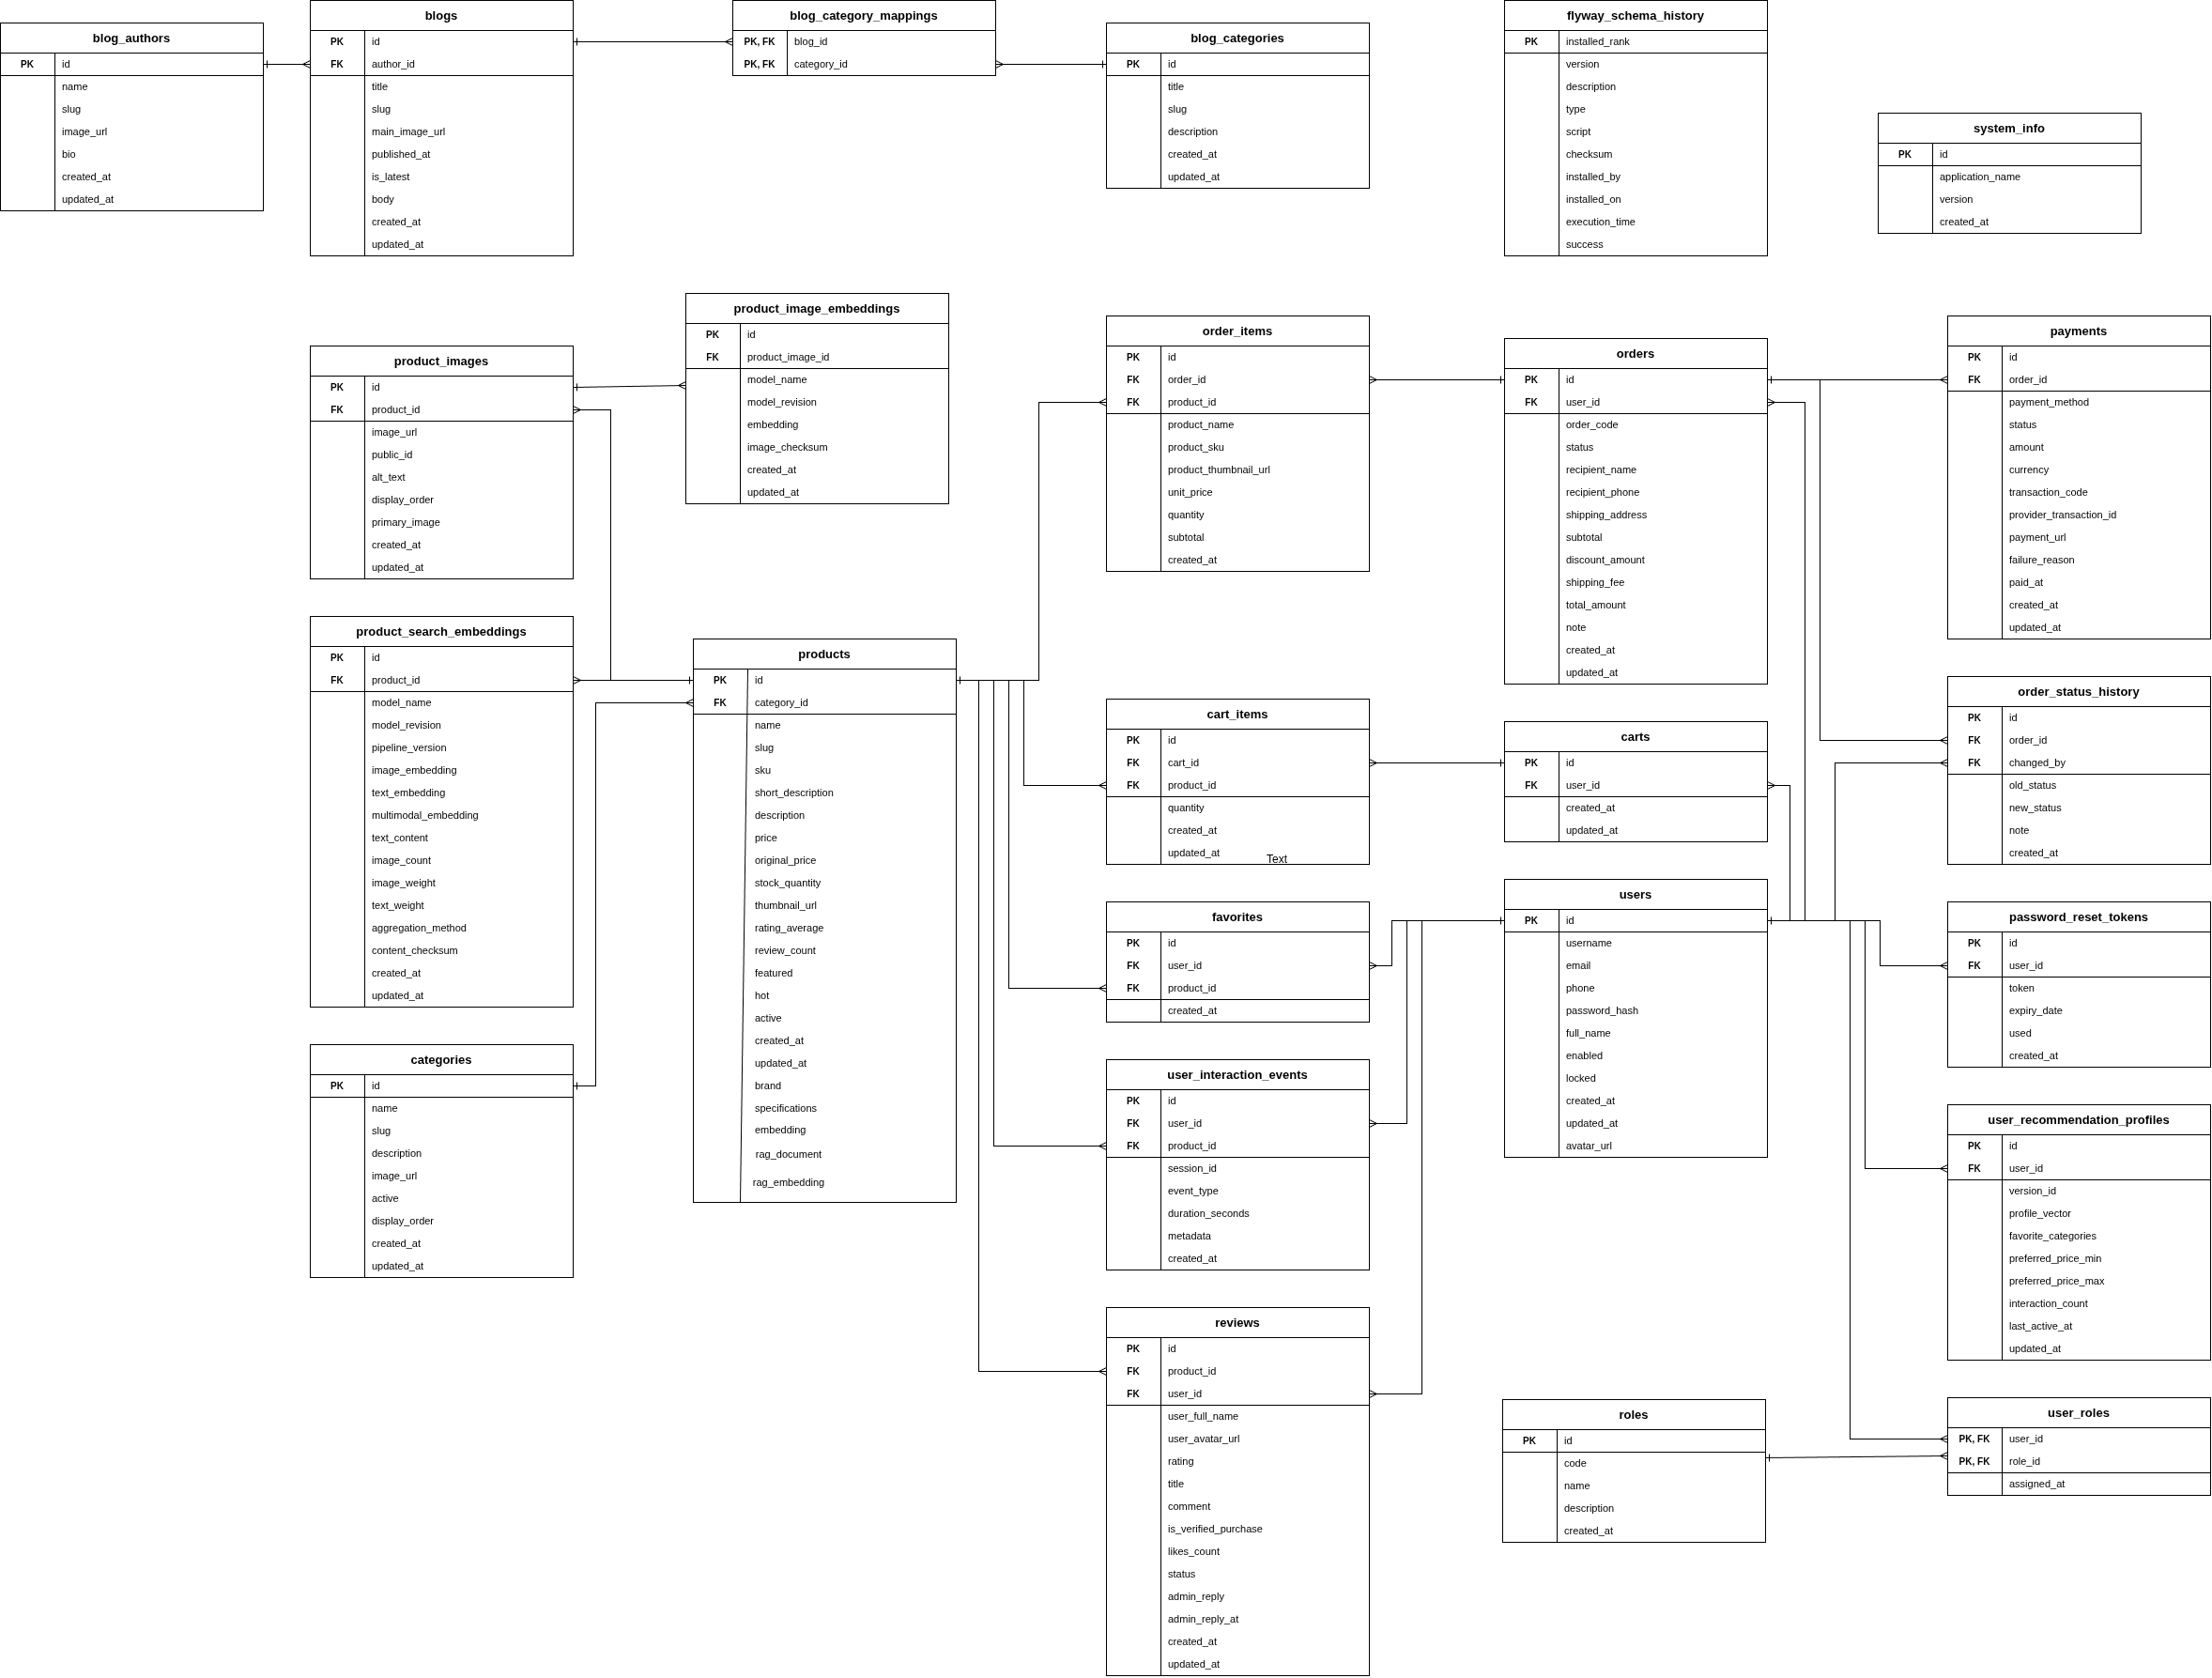 blog_authors
PK id
name
slug
image_url
bio
created_at
updated_at
blogs
PK id
FK author_id
title
slug
main_image_url
published_at
is_latest
body
created_at
updated_at
blog_category_mappings
PK, FK blog_id
PK, FK category_id
blog_categories
PK id
title
slug
description
created_at
updated_at
flyway_schema_history
PK installed_rank
version
description
type
script
checksum
installed_by
installed_on
execution_time
success
system_info
PK id
application_name
version
created_at
product_images
PK id
FK product_id
image_url
public_id
alt_text
display_order
primary_image
created_at
updated_at
product_image_embeddings
PK id
FK product_image_id
model_name
model_revision
embedding
image_checksum
created_at
updated_at
order_items
PK id
FK order_id
FK product_id
product_name
product_sku
product_thumbnail_url
unit_price
quantity
subtotal
created_at
orders
PK id
FK user_id
order_code
status
recipient_name
recipient_phone
shipping_address
subtotal
discount_amount
shipping_fee
total_amount
note
created_at
updated_at
payments
PK id
FK order_id
payment_method
status
amount
currency
transaction_code
provider_transaction_id
payment_url
failure_reason
paid_at
created_at
updated_at
product_search_embeddings
PK id
FK product_id
model_name
model_revision
pipeline_version
image_embedding
text_embedding
multimodal_embedding
text_content
image_count
image_weight
text_weight
aggregation_method
content_checksum
created_at
updated_at
products
PK id
FK category_id
name
slug
sku
short_description
description
price
original_price
stock_quantity
thumbnail_url
rating_average
review_count
featured
hot
active
created_at
updated_at
brand
specifications
embedding
rag_document
rag_embedding
cart_items
PK id
FK cart_id
FK product_id
quantity
created_at
updated_at
Text
carts
PK id
FK user_id
created_at
updated_at
order_status_history
PK id
FK order_id
FK changed_by
old_status
new_status
note
created_at
categories
PK id
name
slug
description
image_url
active
display_order
created_at
updated_at
favorites
PK id
FK user_id
FK product_id
created_at
users
PK id
username
email
phone
password_hash
full_name
enabled
locked
created_at
updated_at
avatar_url
password_reset_tokens
PK id
FK user_id
token
expiry_date
used
created_at
user_interaction_events
PK id
FK user_id
FK product_id
session_id
event_type
duration_seconds
metadata
created_at
user_recommendation_profiles
PK id
FK user_id
version_id
profile_vector
favorite_categories
preferred_price_min
preferred_price_max
interaction_count
last_active_at
updated_at
reviews
PK id
FK product_id
FK user_id
user_full_name
user_avatar_url
rating
title
comment
is_verified_purchase
likes_count
status
admin_reply
admin_reply_at
created_at
updated_at
roles
PK id
code
name
description
created_at
user_roles
PK, FK user_id
PK, FK role_id
assigned_at